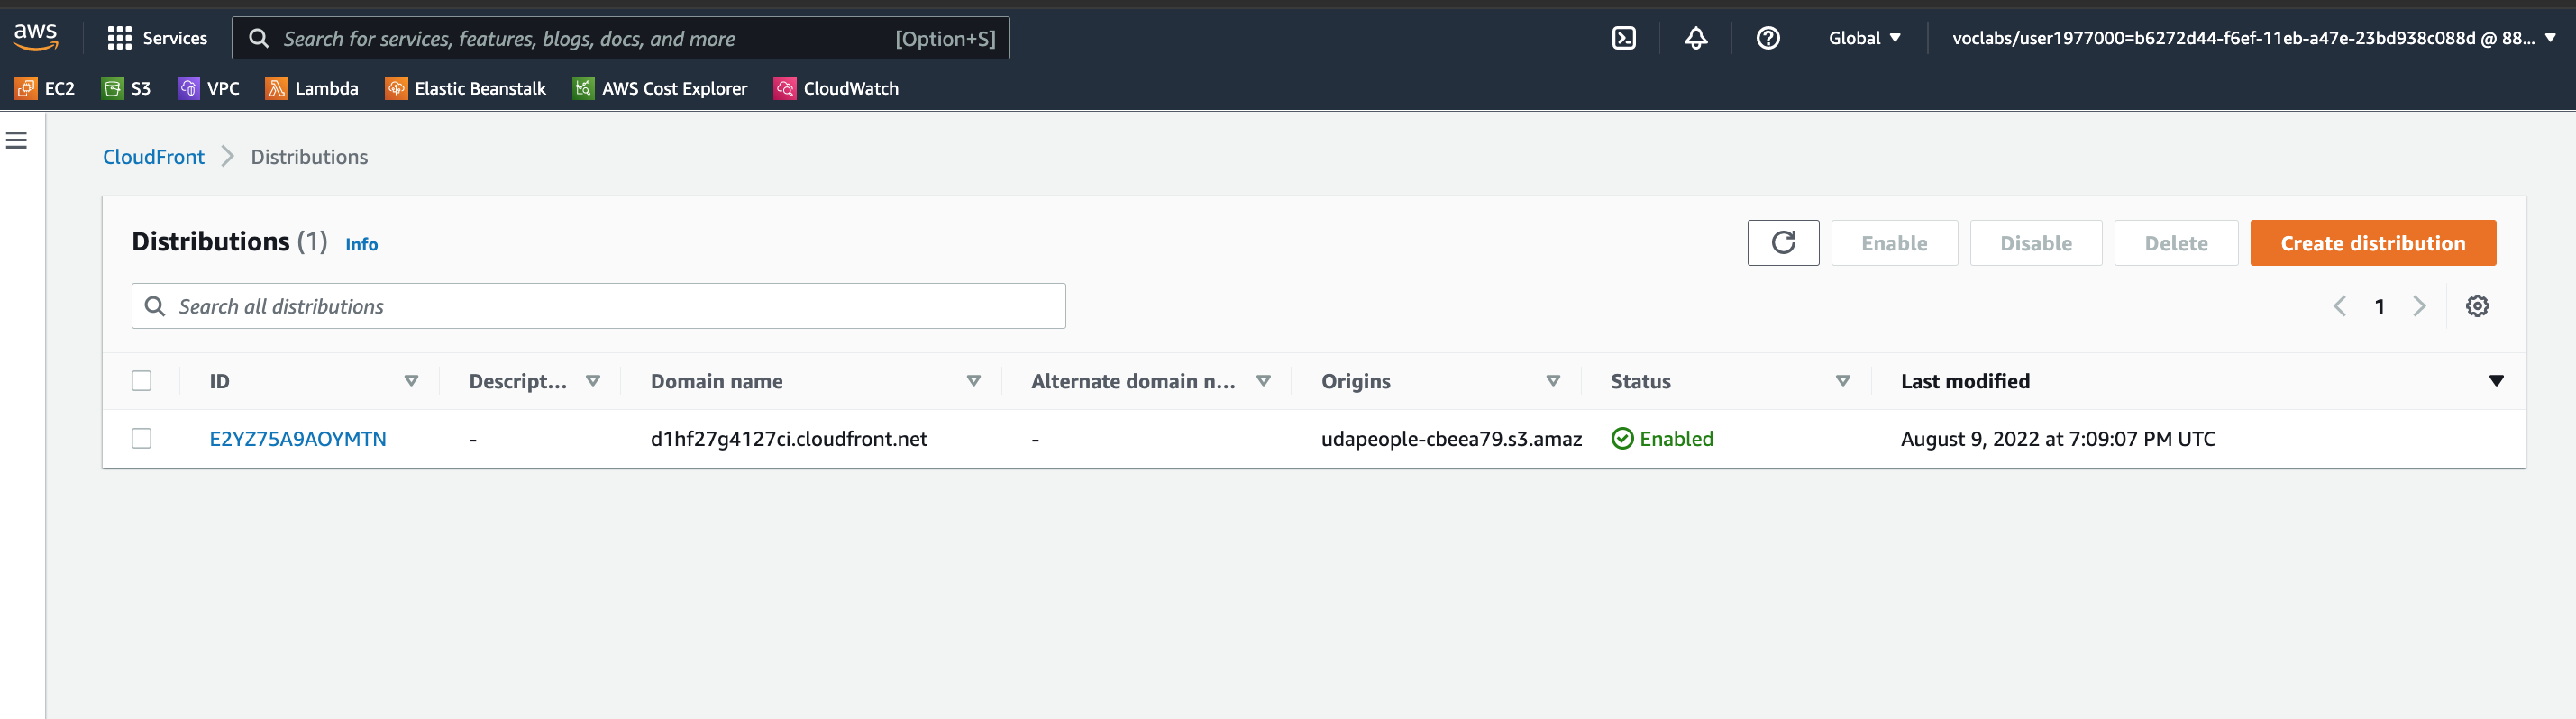 aws Services Search for services, features, blogs, docs, and more [Option+S] Global voclabs/user1977000=b6272d44-f6ef-11eb-a47e-23bd938c088d @ 88...
EC2 S3 VPC Lambda Elastic Beanstalk AWS Cost Explorer CloudWatch
CloudFront Distributions
Distributions (1) Info Enable Disable Delete Create distribution
Search all distributions 1
ID Descript... Domain name Alternate domain n... Origins Status Last modified
E2YZ75A9AOYMTN - d1hf27g4127ci.cloudfront.net - udapeople-cbeea79.s3.amaz Enabled August 9, 2022 at 7:09:07 PM UTC